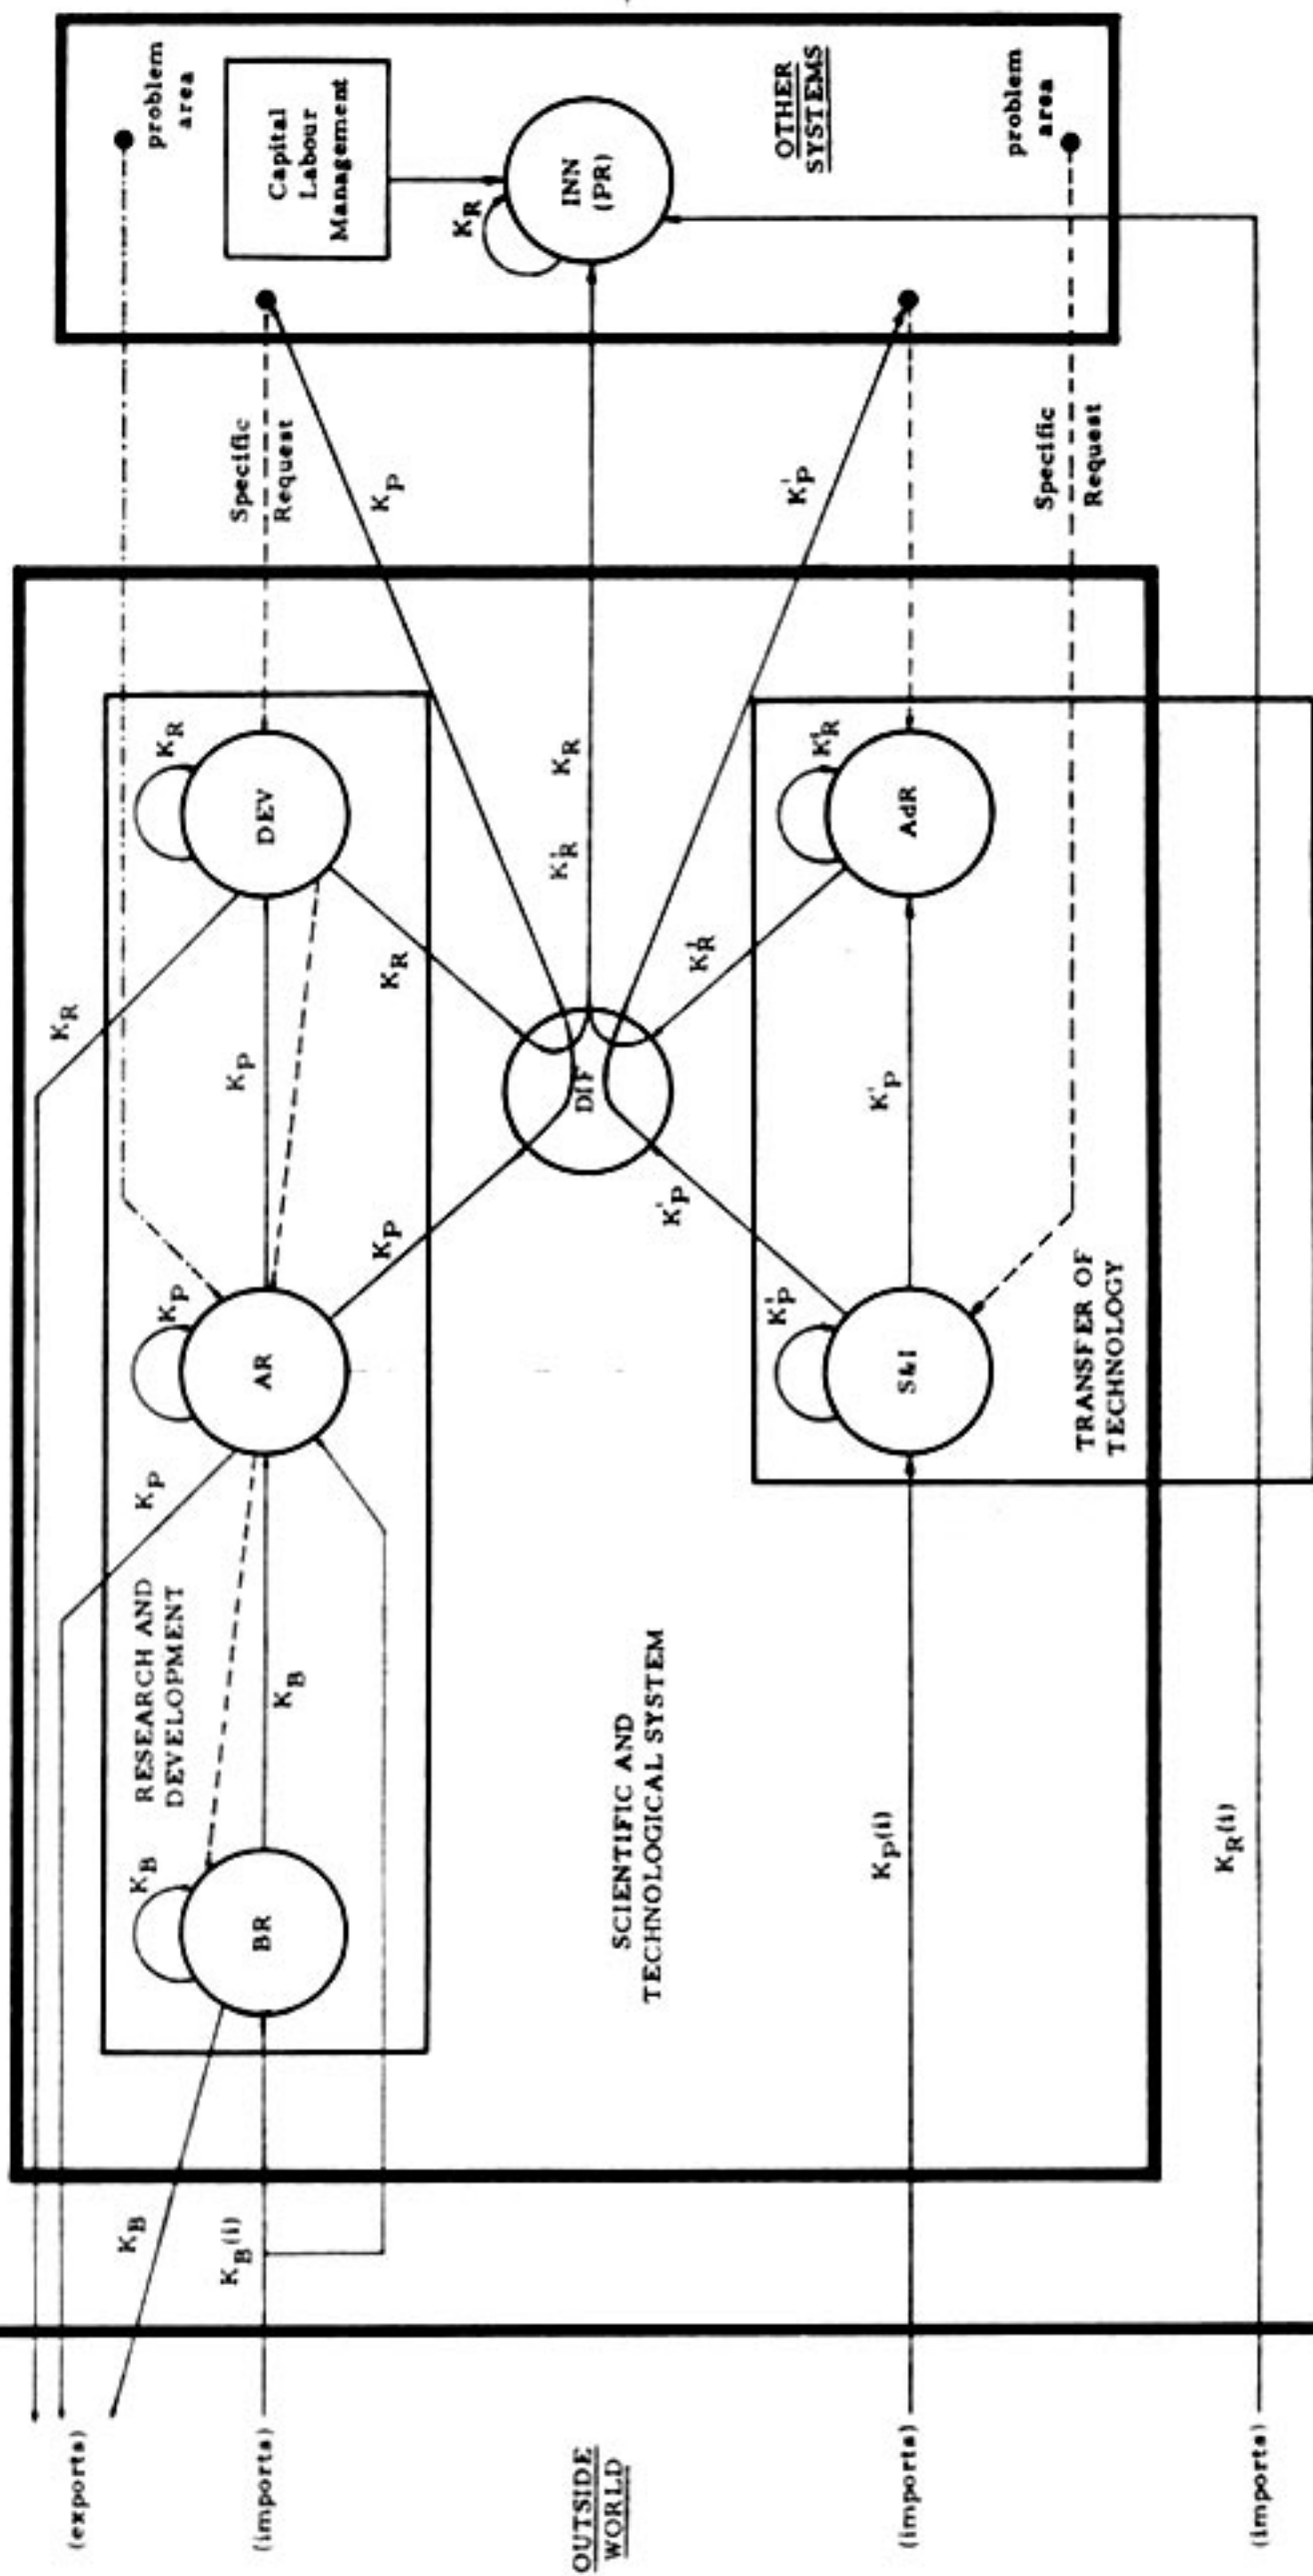 (exports)
(imports)
OUTSIDE
WORLD
(imports)
(imports)
K_B
K_B(i)
K_P(i)
K_R(i)
K_B
BR
RESEARCH AND
DEVELOPMENT
K_B
K_P
K_P
AR
K_P
K_P
K_R
K_R
DEV
K_R
SCIENTIFIC AND
TECHNOLOGICAL SYSTEM
DIF
K'_R
K_R
K'_P
K'_P
S&I
K'_P
K'_R
K'_R
AdR
TRANSFER OF
TECHNOLOGY
Specific
Request
K_P
K'_P
Specific
Request
problem
area
Capital
Labour
Management
K_R
INN
(PR)
OTHER
SYSTEMS
problem
area